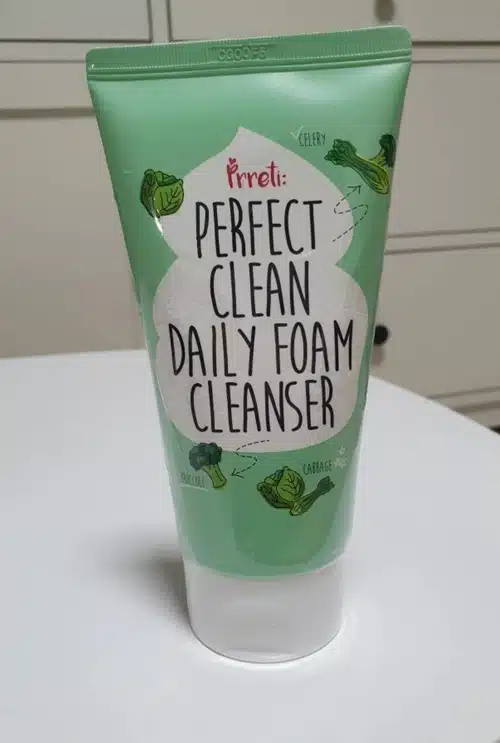 CELERY
Prreti:
PERFECT
CLEAN
DAILY FOAM
CLEANSER
BROCCOLI
CABBAGE